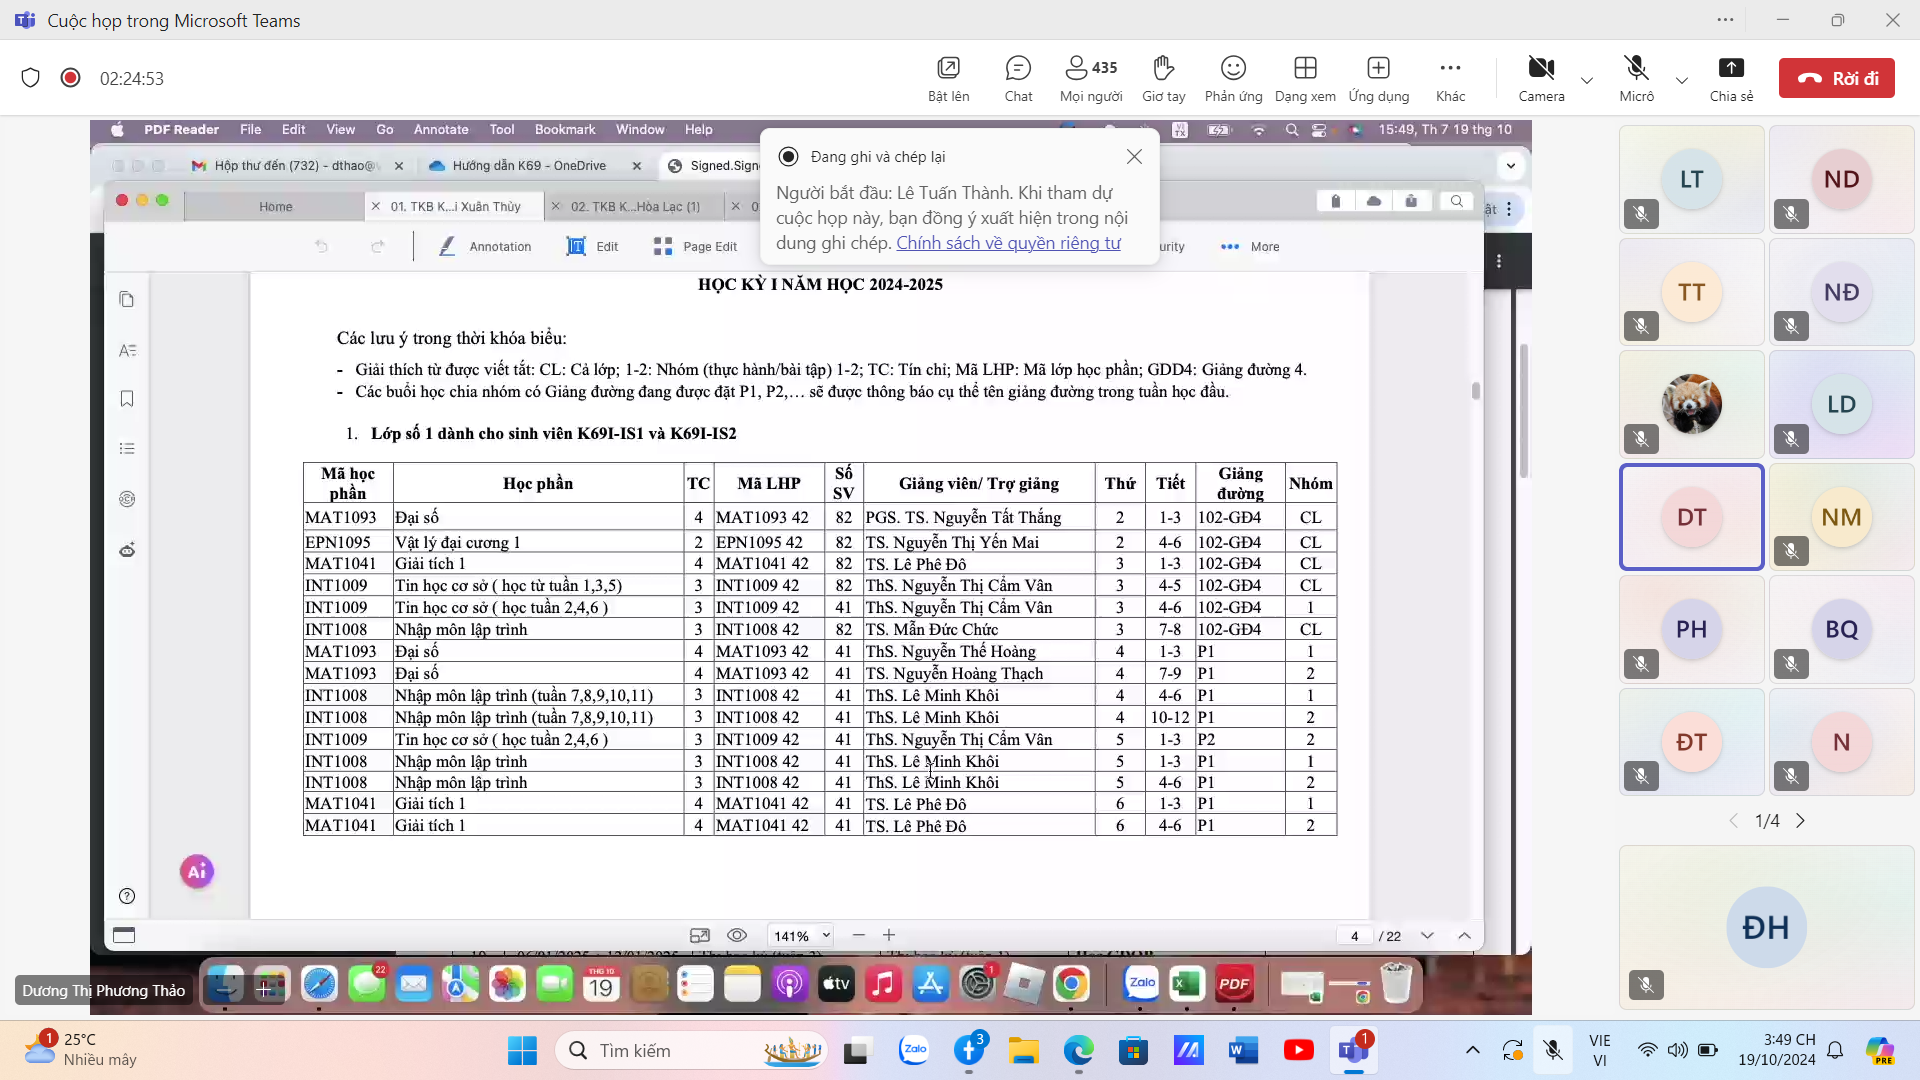 Cuộc họp trong Microsoft Teams
02:24:53
Bật lên
Chat
435
Mọi người
Giơ tay
Phản ứng
Dạng xem
Ứng dụng
Khác
Camera
Micrô
Chia sẻ
Rời đi
PDF Reader File Edit View Go Annotate Tool Bookmark Window Help
15:49, Th 7 19 thg 10
Hộp thư đến (732) - dthao@
Hướng dẫn K69 - OneDrive
Signed.Sign
Đang ghi và chép lại
Người bắt đầu: Lê Tuấn Thành. Khi tham dự
cuộc họp này, bạn đồng ý xuất hiện trong nội
dung ghi chép. Chính sách về quyền riêng tư
Home
01. TKB K...i Xuân Thủy
02. TKB K...Hòa Lạc (1)
Annotation
Edit
Page Edit
urity
More
HỌC KỲ I NĂM HỌC 2024-2025
Các lưu ý trong thời khóa biểu:
- Giải thích từ được viết tắt: CL: Cả lớp; 1-2: Nhóm (thực hành/bài tập) 1-2; TC: Tín chỉ; Mã LHP: Mã lớp học phần; GDD4: Giảng đường 4.
- Các buổi học chia nhóm có Giảng đường đang được đặt P1, P2,… sẽ được thông báo cụ thể tên giảng đường trong tuần học đầu.
1. Lớp số 1 dành cho sinh viên K69I-IS1 và K69I-IS2
Mã học phần Học phần TC Mã LHP Số SV Giảng viên/ Trợ giảng Thứ Tiết Giảng đường Nhóm
MAT1093 Đại số 4 MAT1093 42 82 PGS. TS. Nguyễn Tất Thắng 2 1-3 102-GĐ4 CL
EPN1095 Vật lý đại cương 1 2 EPN1095 42 82 TS. Nguyễn Thị Yến Mai 2 4-6 102-GĐ4 CL
MAT1041 Giải tích 1 4 MAT1041 42 82 TS. Lê Phê Đô 3 1-3 102-GĐ4 CL
INT1009 Tin học cơ sở ( học từ tuần 1,3,5) 3 INT1009 42 82 ThS. Nguyễn Thị Cẩm Vân 3 4-5 102-GĐ4 CL
INT1009 Tin học cơ sở ( học tuần 2,4,6 ) 3 INT1009 42 41 ThS. Nguyễn Thị Cẩm Vân 3 4-6 102-GĐ4 1
INT1008 Nhập môn lập trình 3 INT1008 42 82 TS. Mẫn Đức Chức 3 7-8 102-GĐ4 CL
MAT1093 Đại số 4 MAT1093 42 41 ThS. Nguyễn Thế Hoàng 4 1-3 P1 1
MAT1093 Đại số 4 MAT1093 42 41 TS. Nguyễn Hoàng Thạch 4 7-9 P1 2
INT1008 Nhập môn lập trình (tuần 7,8,9,10,11) 3 INT1008 42 41 ThS. Lê Minh Khôi 4 4-6 P1 1
INT1008 Nhập môn lập trình (tuần 7,8,9,10,11) 3 INT1008 42 41 ThS. Lê Minh Khôi 4 10-12 P1 2
INT1009 Tin học cơ sở ( học tuần 2,4,6 ) 3 INT1009 42 41 ThS. Nguyễn Thị Cẩm Vân 5 1-3 P2 2
INT1008 Nhập môn lập trình 3 INT1008 42 41 ThS. Lê Minh Khôi 5 1-3 P1 1
INT1008 Nhập môn lập trình 3 INT1008 42 41 ThS. Lê Minh Khôi 5 4-6 P1 2
MAT1041 Giải tích 1 4 MAT1041 42 41 TS. Lê Phê Đô 6 1-3 P1 1
MAT1041 Giải tích 1 4 MAT1041 42 41 TS. Lê Phê Đô 6 4-6 P1 2
Ai
141%
4 / 22
Dương Thị Phương Thảo
22
THG 10
19
tv
1
Zalo
PDF
LT
ND
TT
NĐ
LD
DT
NM
PH
BQ
ĐT
N
1/4
ĐH
1
25°C
Nhiều mây
Tìm kiếm
Zalo
3
1
VIE
VI
3:49 CH
19/10/2024
PRE